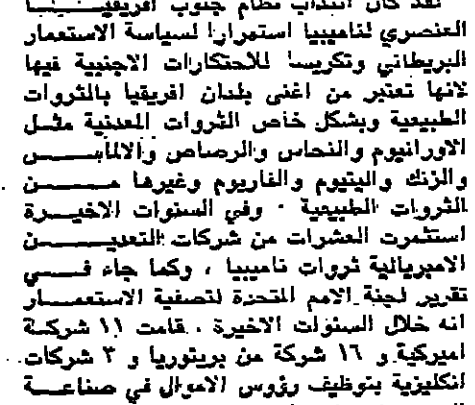 لقد كان انتداب نظام جنوب افريقيا
العنصري لناميبيا استمرارا لسياسة الاستعمار
البريطاني وتكريسا للاحتكارات الاجنبية فيها
لانها تعتبر من اغنى بلدان افريقيا بالثروات
الطبيعية وبشكل خاص الثروات المعدنية مثل
الاورانيوم والنحاس والرصاص والالماس
والزنك والليثيوم والفاريوم وغيرها من
الثروات الطبيعية . وفي السنوات الاخيرة
استثمرت العشرات من شركات التعدين
الامبريالية ثروات ناميبيا ، وكما جاء في
تقرير لجنة الامم المتحدة لتصفية الاستعمار
انه خلال السنوات الاخيرة . قامت ١١ شركة
اميركية و ١٦ شركة من بريتوريا و ٣ شركات
انكليزية بتوظيف رؤوس الاموال في صناعة